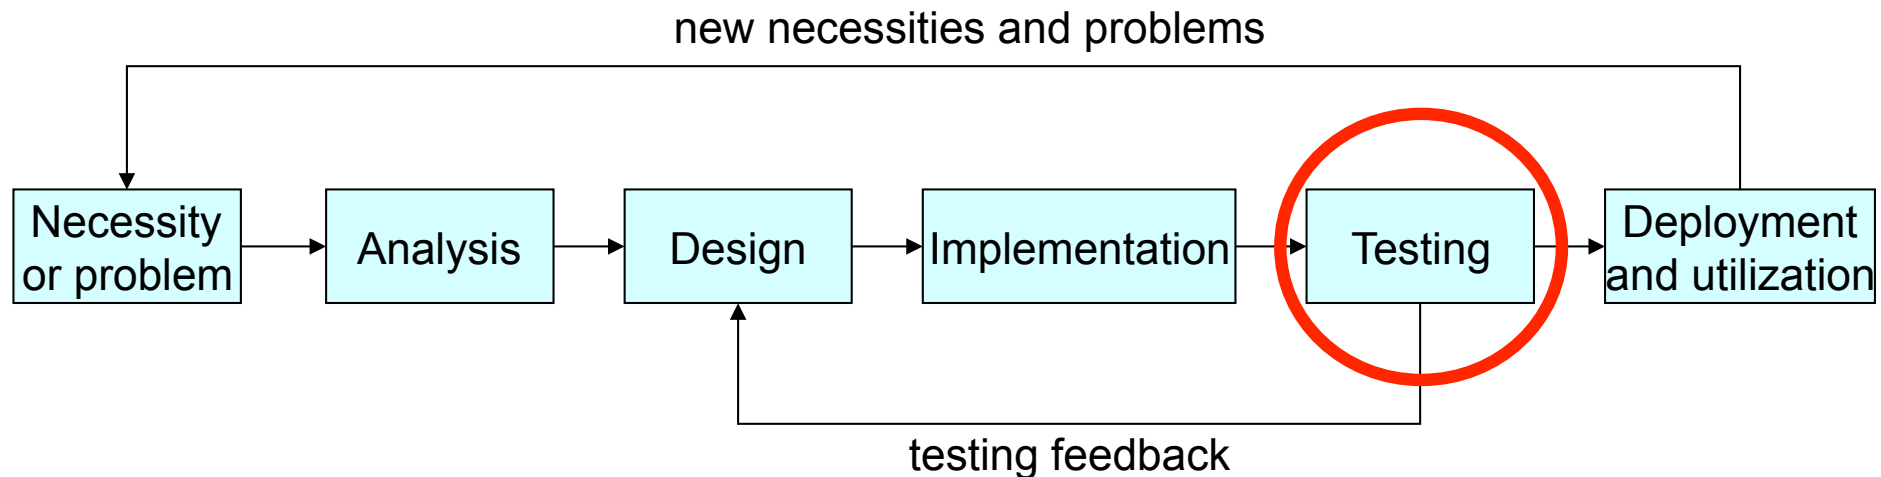 new necessities and problems
Necessity
or problem
Analysis
Design
Implementation
Testing
Deployment
and utilization
testing feedback